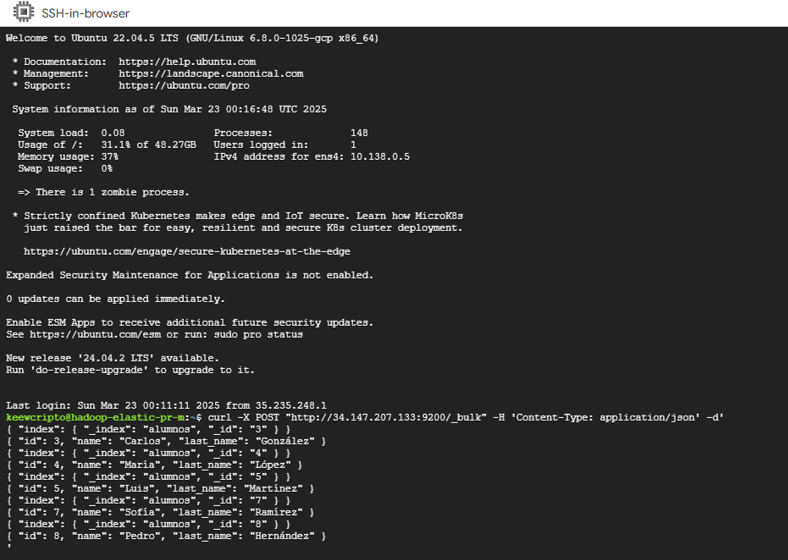 SSH-in-browser
Welcome to Ubuntu 22.04.5 LTS (GNU/Linux 6.8.0-1025-gcp x86_64)
* Documentation:  https://help.ubuntu.com
* Management:     https://landscape.canonical.com
* Support:        https://ubuntu.com/pro
System information as of Sun Mar 23 00:16:48 UTC 2025
System load:  0.08               Processes:             148
Usage of /:   31.1% of 48.27GB   Users logged in:       1
Memory usage: 37%                IPv4 address for ens4: 10.138.0.5
Swap usage:   0%
=> There is 1 zombie process.
* Strictly confined Kubernetes makes edge and IoT secure. Learn how MicroK8s
just raised the bar for easy, resilient and secure K8s cluster deployment.
https://ubuntu.com/engage/secure-kubernetes-at-the-edge
Expanded Security Maintenance for Applications is not enabled.
0 updates can be applied immediately.
Enable ESM Apps to receive additional future security updates.
See https://ubuntu.com/esm or run: sudo pro status
New release '24.04.2 LTS' available.
Run 'do-release-upgrade' to upgrade to it.
Last login: Sun Mar 23 00:11:11 2025 from 35.235.248.1
keewcripto@hadoop-elastic-pr-m:~$ curl -X POST "http://34.147.207.133:9200/_bulk" -H 'Content-Type: application/json' -d'
{ "index": { "_index": "alumnos", "_id": "3" } }
{ "id": 3, "name": "Carlos", "last_name": "González" }
{ "index": { "_index": "alumnos", "_id": "4" } }
{ "id": 4, "name": "María", "last_name": "López" }
{ "index": { "_index": "alumnos", "_id": "5" } }
{ "id": 5, "name": "Luis", "last_name": "Martínez" }
{ "index": { "_index": "alumnos", "_id": "7" } }
{ "id": 7, "name": "Sofía", "last_name": "Ramírez" }
{ "index": { "_index": "alumnos", "_id": "8" } }
{ "id": 8, "name": "Pedro", "last_name": "Hernández" }
'